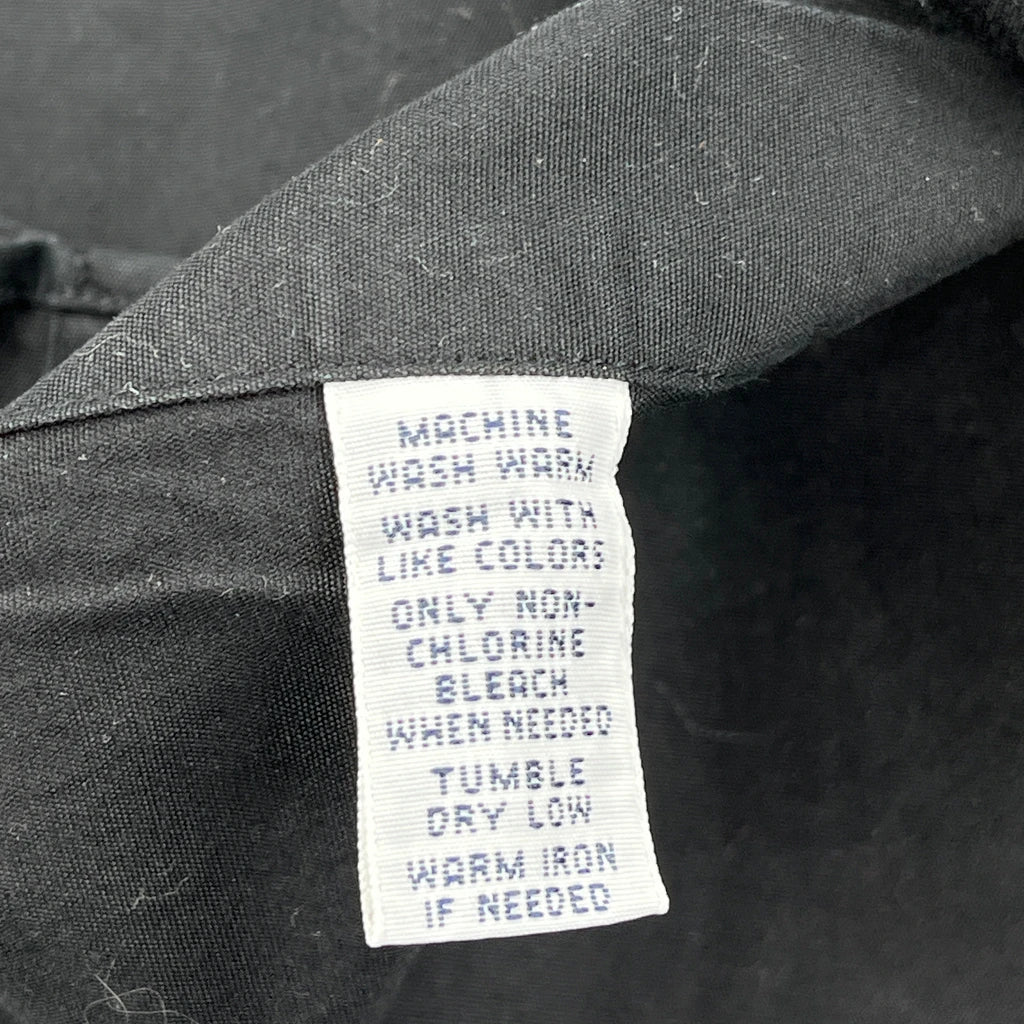 MACHINE
WASH WARM
WASH WITH
LIKE COLORS
ONLY NON-
CHLORINE
BLEACH
WHEN NEEDED
TUMBLE
DRY LOW
WARM IRON
IF NEEDED